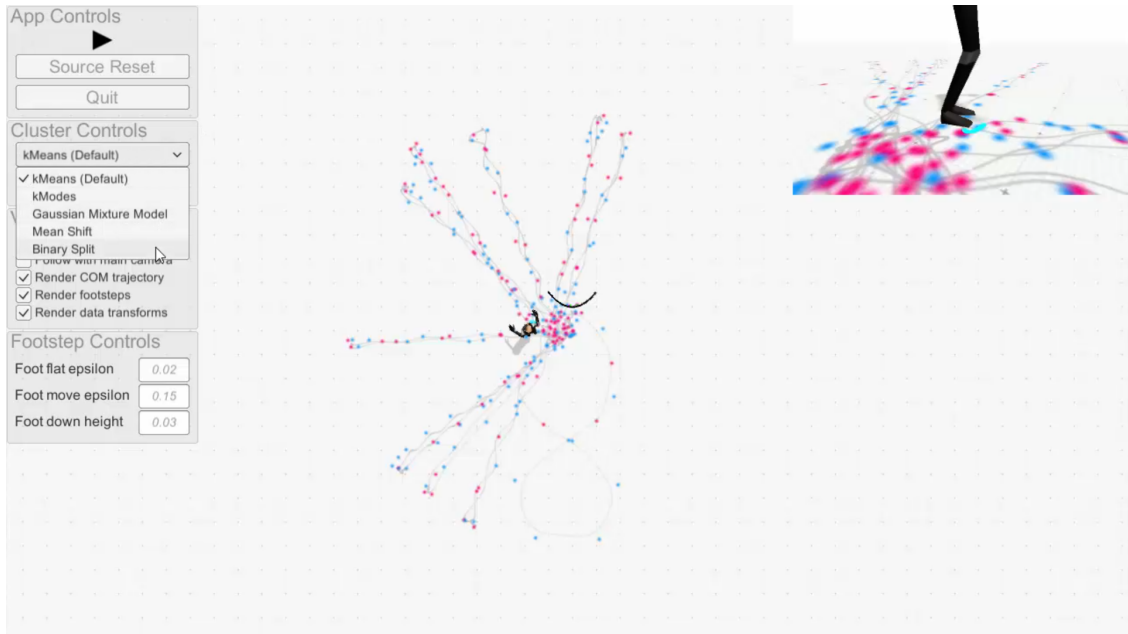 App Controls
Source Reset
Quit
Cluster Controls
kMeans (Default)
kMeans (Default)
kModes
Gaussian Mixture Model
Mean Shift
Binary Split
Follow with main camera
Render COM trajectory
Render footsteps
Render data transforms
Footstep Controls
Foot flat epsilon 0.02
Foot move epsilon 0.15
Foot down height 0.03